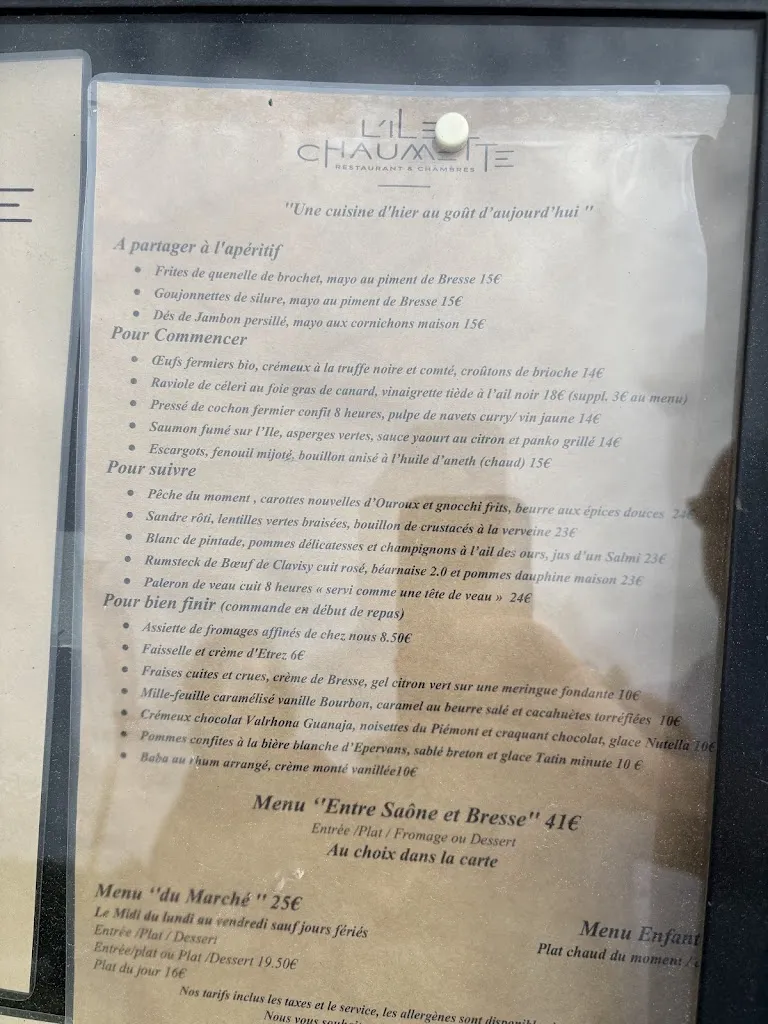 L'ILE
CHAUMETTE
RESTAURANT & CHAMBRES
"Une cuisine d'hier au goût d'aujourd'hui "
A partager à l'apéritif
• Frites de quenelle de brochet, mayo au piment de Bresse 15€
• Goujonnettes de silure, mayo au piment de Bresse 15€
• Dés de Jambon persillé, mayo aux cornichons maison 15€
Pour Commencer
• Œufs fermiers bio, crémeux à la truffe noire et comté, croûtons de brioche 14€
• Raviole de céleri au foie gras de canard, vinaigrette tiède à l'ail noir 18€ (suppl. 3€ au menu)
• Pressé de cochon fermier confit 8 heures, pulpe de navets curry/ vin jaune 14€
• Saumon fumé sur l'Ile, asperges vertes, sauce yaourt au citron et panko grillé 14€
• Escargots, fenouil mijoté, bouillon anisé à l'huile d'aneth (chaud) 15€
Pour suivre
• Pêche du moment , carottes nouvelles d'Ouroux et gnocchi frits, beurre aux épices douces 24€
• Sandre rôti, lentilles vertes braisées, bouillon de crustacés à la verveine 23€
• Blanc de pintade, pommes délicatesses et champignons à l'ail des ours, jus d'un Salmi 23€
• Rumsteck de Bœuf de Clavisy cuit rosé, béarnaise 2.0 et pommes dauphine maison 23€
• Paleron de veau cuit 8 heures « servi comme une tête de veau » 24€
Pour bien finir (commande en début de repas)
• Assiette de fromages affinés de chez nous 8.50€
• Faisselle et crème d'Etrez 6€
• Fraises cuites et crues, crème de Bresse, gel citron vert sur une meringue fondante 10€
• Mille-feuille caramélisé vanille Bourbon, caramel au beurre salé et cacahuètes torréfiées 10€
• Crémeux chocolat Valrhona Guanaja, noisettes du Piémont et craquant chocolat, glace Nutella 10€
• Pommes confites à la bière blanche d'Epervans, sablé breton et glace Tatin minute 10 €
• Baba au rhum arrangé, crème monté vanillée10€
Menu ‘'Entre Saône et Bresse'' 41€
Entrée /Plat / Fromage ou Dessert
Au choix dans la carte
Menu ‘'du Marché '' 25€
Le Midi du lundi au vendredi sauf jours fériés
Entrée /Plat / Dessert
Entrée/plat ou Plat /Dessert 19.50€
Plat du jour 16€
Menu Enfant
Plat chaud du moment /
Nos tarifs inclus les taxes et le service, les allergènes sont
Nous vous